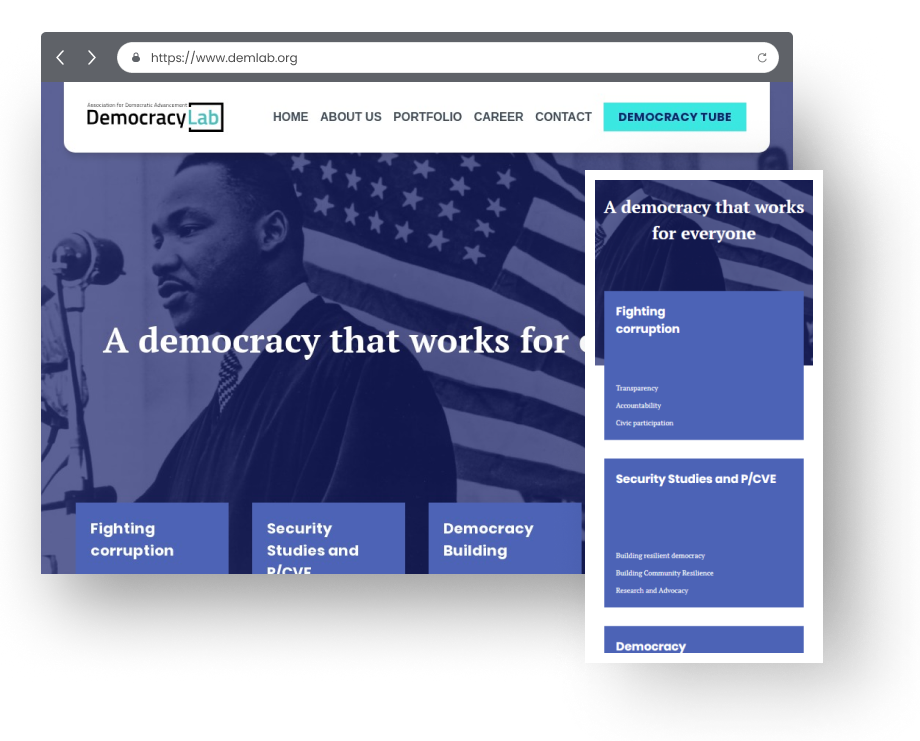 https://www.demlab.org
Association for Democratic Advancement
DemocracyLab
HOME ABOUT US PORTFOLIO CAREER CONTACT DEMOCRACY TUBE
A democracy that works for
Fighting
corruption
Security
Studies and
P/CVE
Democracy
Building
A democracy that works
for everyone
Fighting
corruption
Transparency
Accountability
Civic participation
Security Studies and P/CVE
Building resilient democracy
Building Community Resilience
Research and Advocacy
Democracy